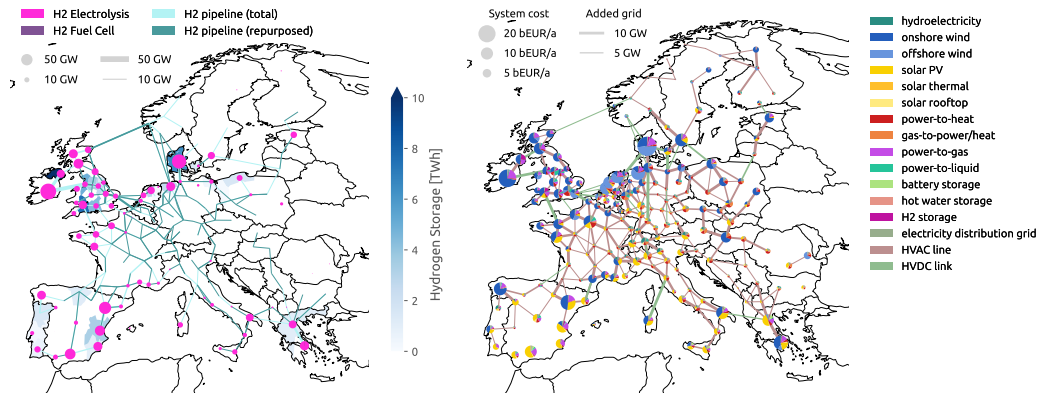 H2 Electrolysis
H2 Fuel Cell
H2 pipeline (total)
H2 pipeline (repurposed)
50 GW
10 GW
50 GW
10 GW
10
8
6
4
2
0
Hydrogen Storage [TWh]
System cost
20 bEUR/a
10 bEUR/a
5 bEUR/a
Added grid
10 GW
5 GW
hydroelectricity
onshore wind
offshore wind
solar PV
solar thermal
solar rooftop
power-to-heat
gas-to-power/heat
power-to-gas
power-to-liquid
battery storage
hot water storage
H2 storage
electricity distribution grid
HVAC line
HVDC link